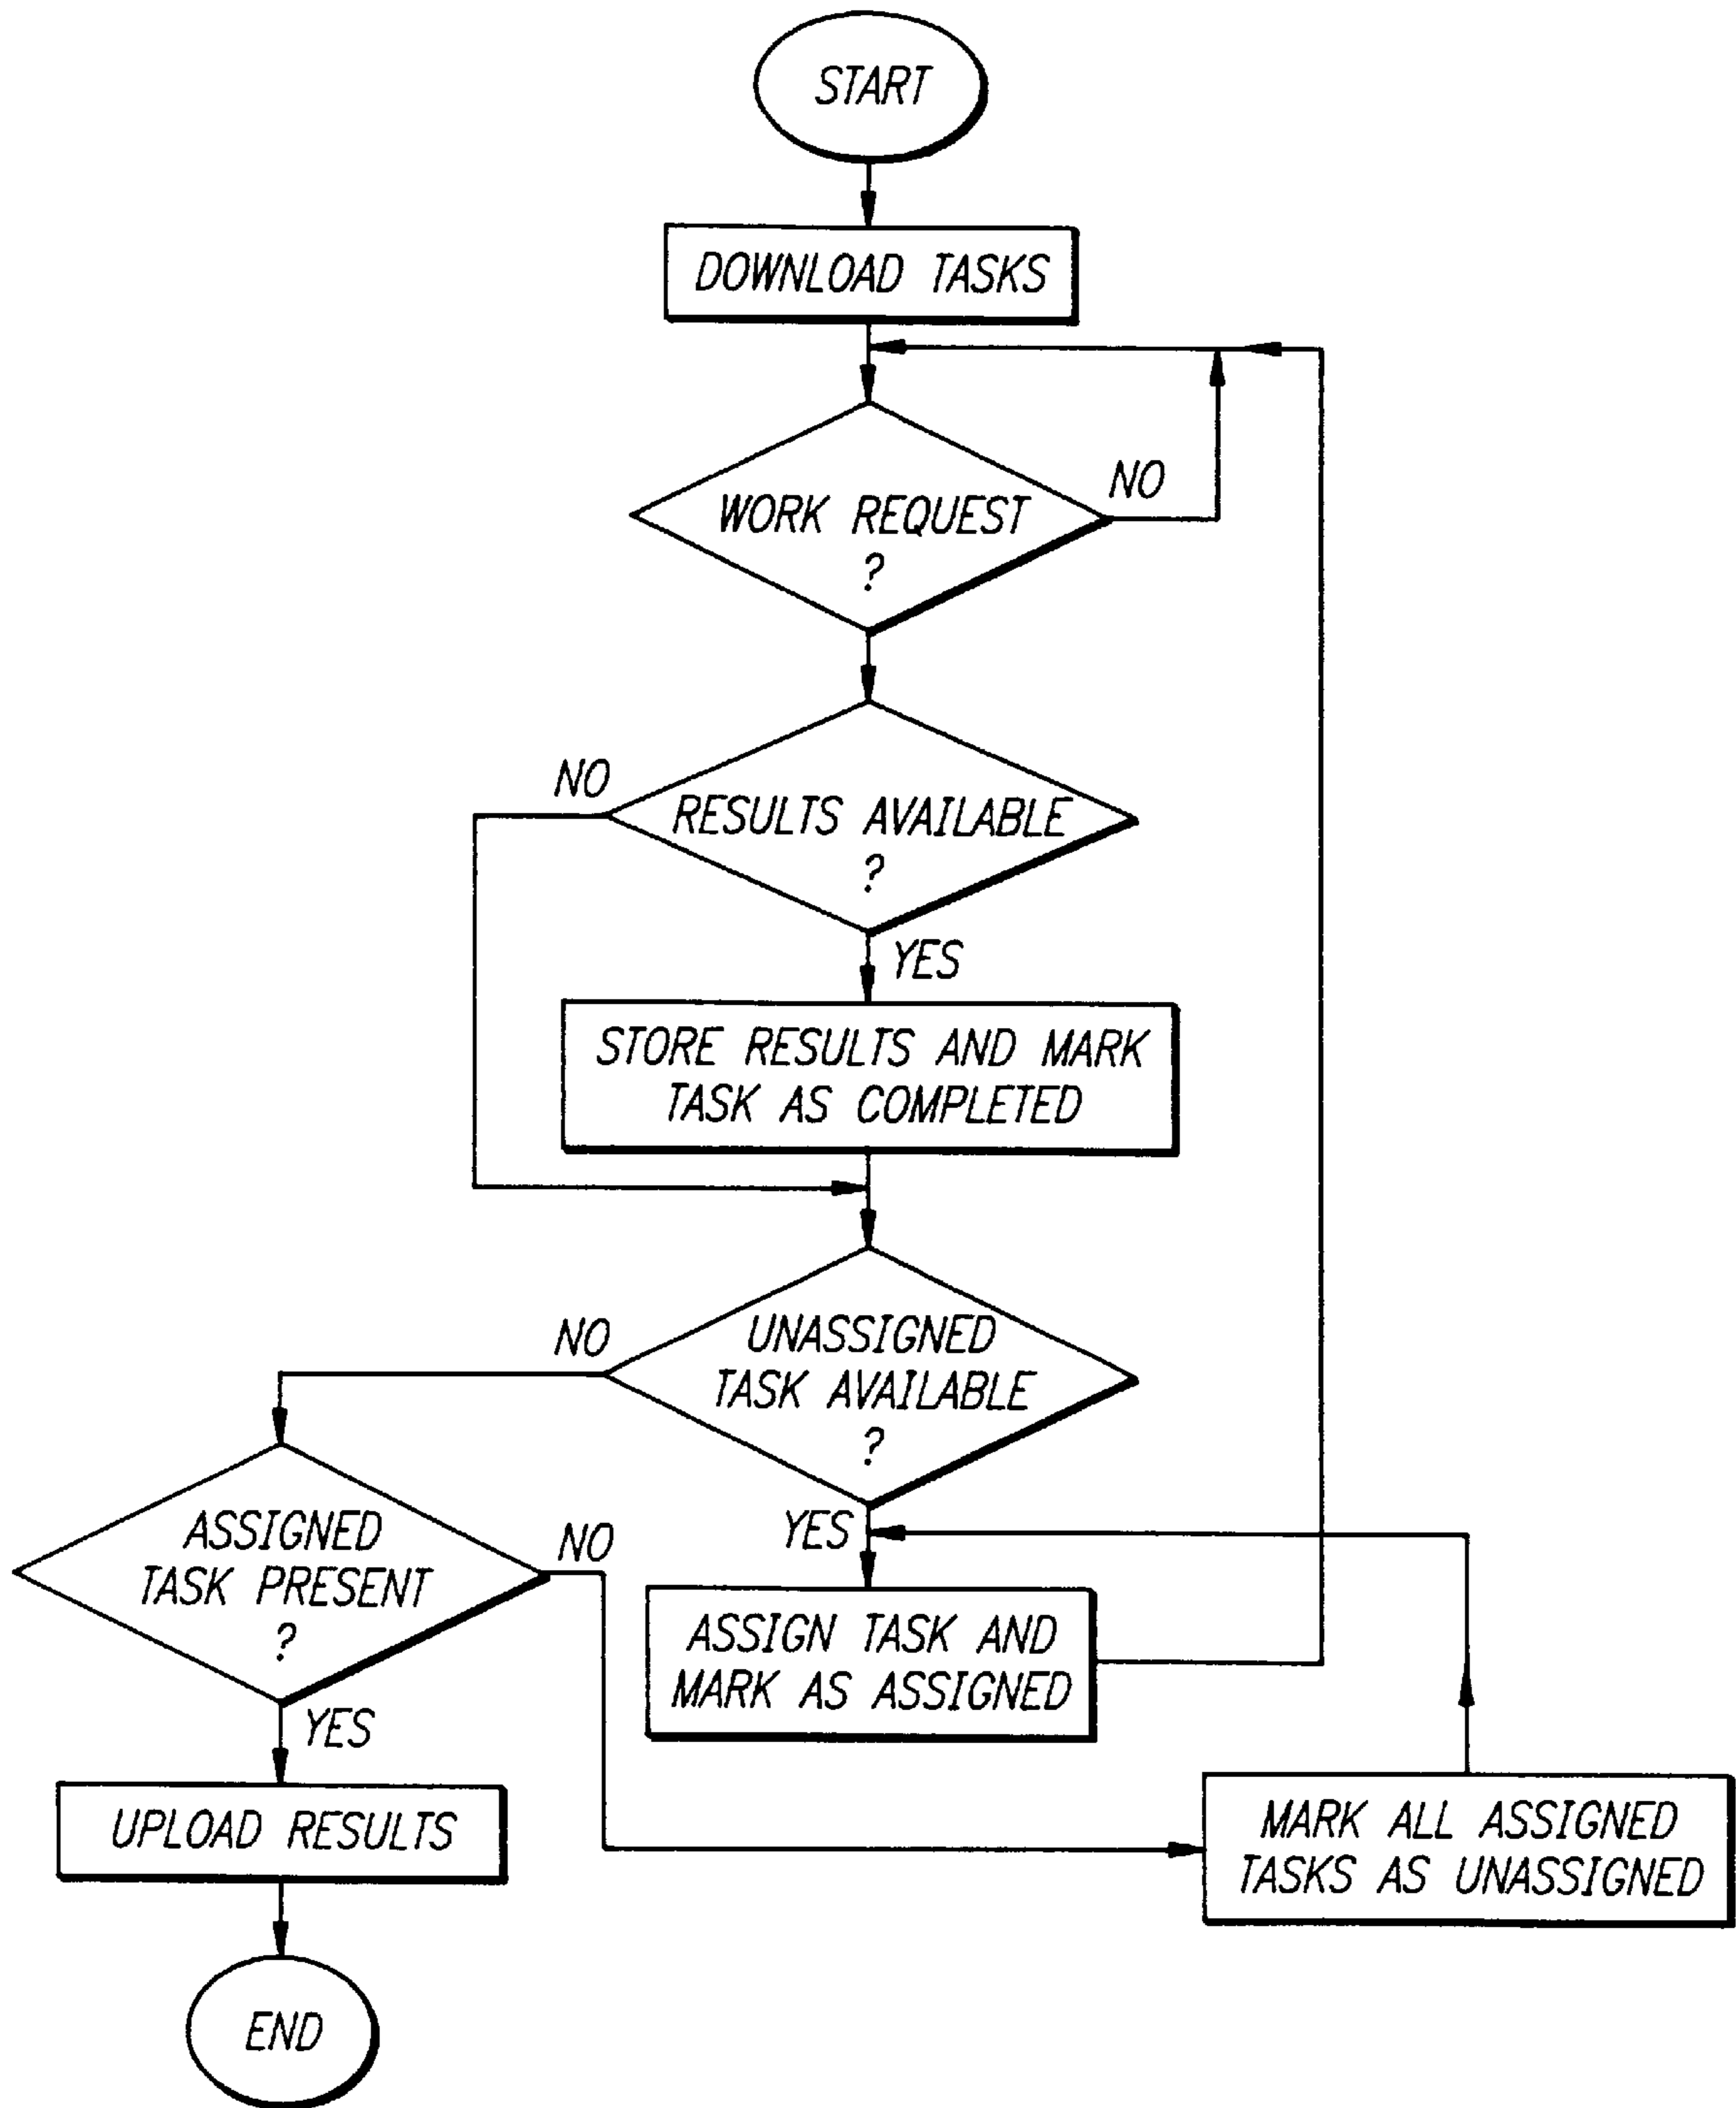 START
DOWNLOAD TASKS
NO
WORK REQUEST
?
NO
RESULTS AVAILABLE
?
YES
STORE RESULTS AND MARK
TASK AS COMPLETED
NO
UNASSIGNED
TASK AVAILABLE
?
YES
ASSIGNED
TASK PRESENT
?
NO
YES
ASSIGN TASK AND
MARK AS ASSIGNED
UPLOAD RESULTS
MARK ALL ASSIGNED
TASKS AS UNASSIGNED
END